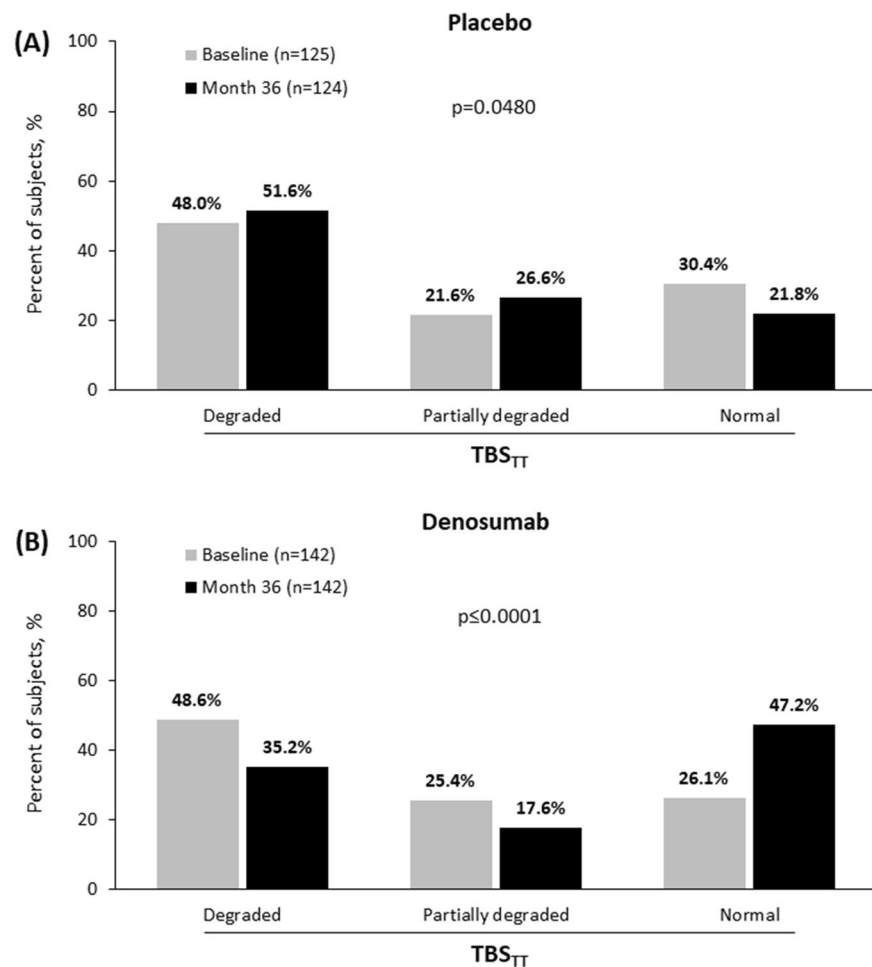 (A)
Placebo
Baseline (n=125)
Month 36 (n=124)
p=0.0480
Percent of subjects, %
100
80
60
40
20
0
48.0%
51.6%
21.6%
26.6%
30.4%
21.8%
Degraded
Partially degraded
Normal
TBSTT
(B)
Denosumab
Baseline (n=142)
Month 36 (n=142)
p≤0.0001
Percent of subjects, %
100
80
60
40
20
0
48.6%
35.2%
25.4%
17.6%
26.1%
47.2%
Degraded
Partially degraded
Normal
TBSTT